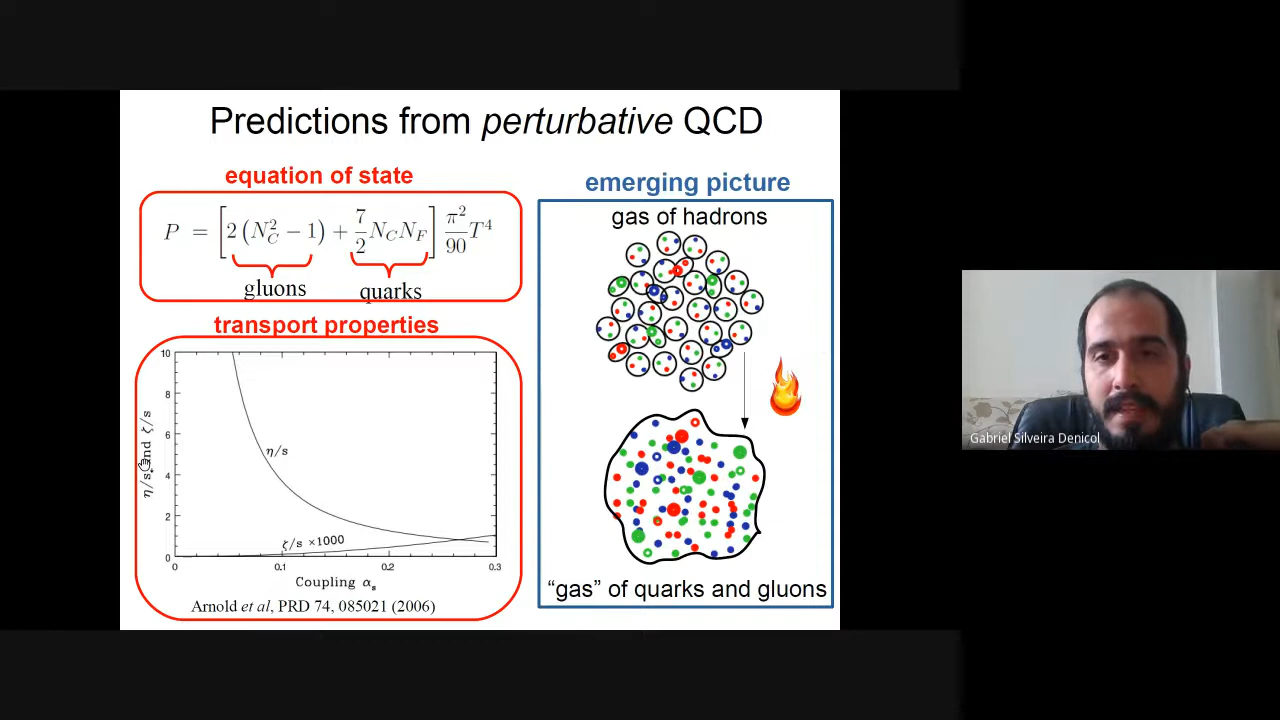 Predictions from perturbative QCD
equation of state
P = [2 (N_C^2 − 1) + 7/2 N_C N_F] π^2/90 T^4
gluons
quarks
transport properties
10
8
6
4
2
0
η/s and ζ/s
η/s
ζ/s ×1000
0
0.1
0.2
0.3
Coupling α_s
Arnold et al, PRD 74, 085021 (2006)
emerging picture
gas of hadrons
“gas” of quarks and gluons
Gabriel Silveira Denicol